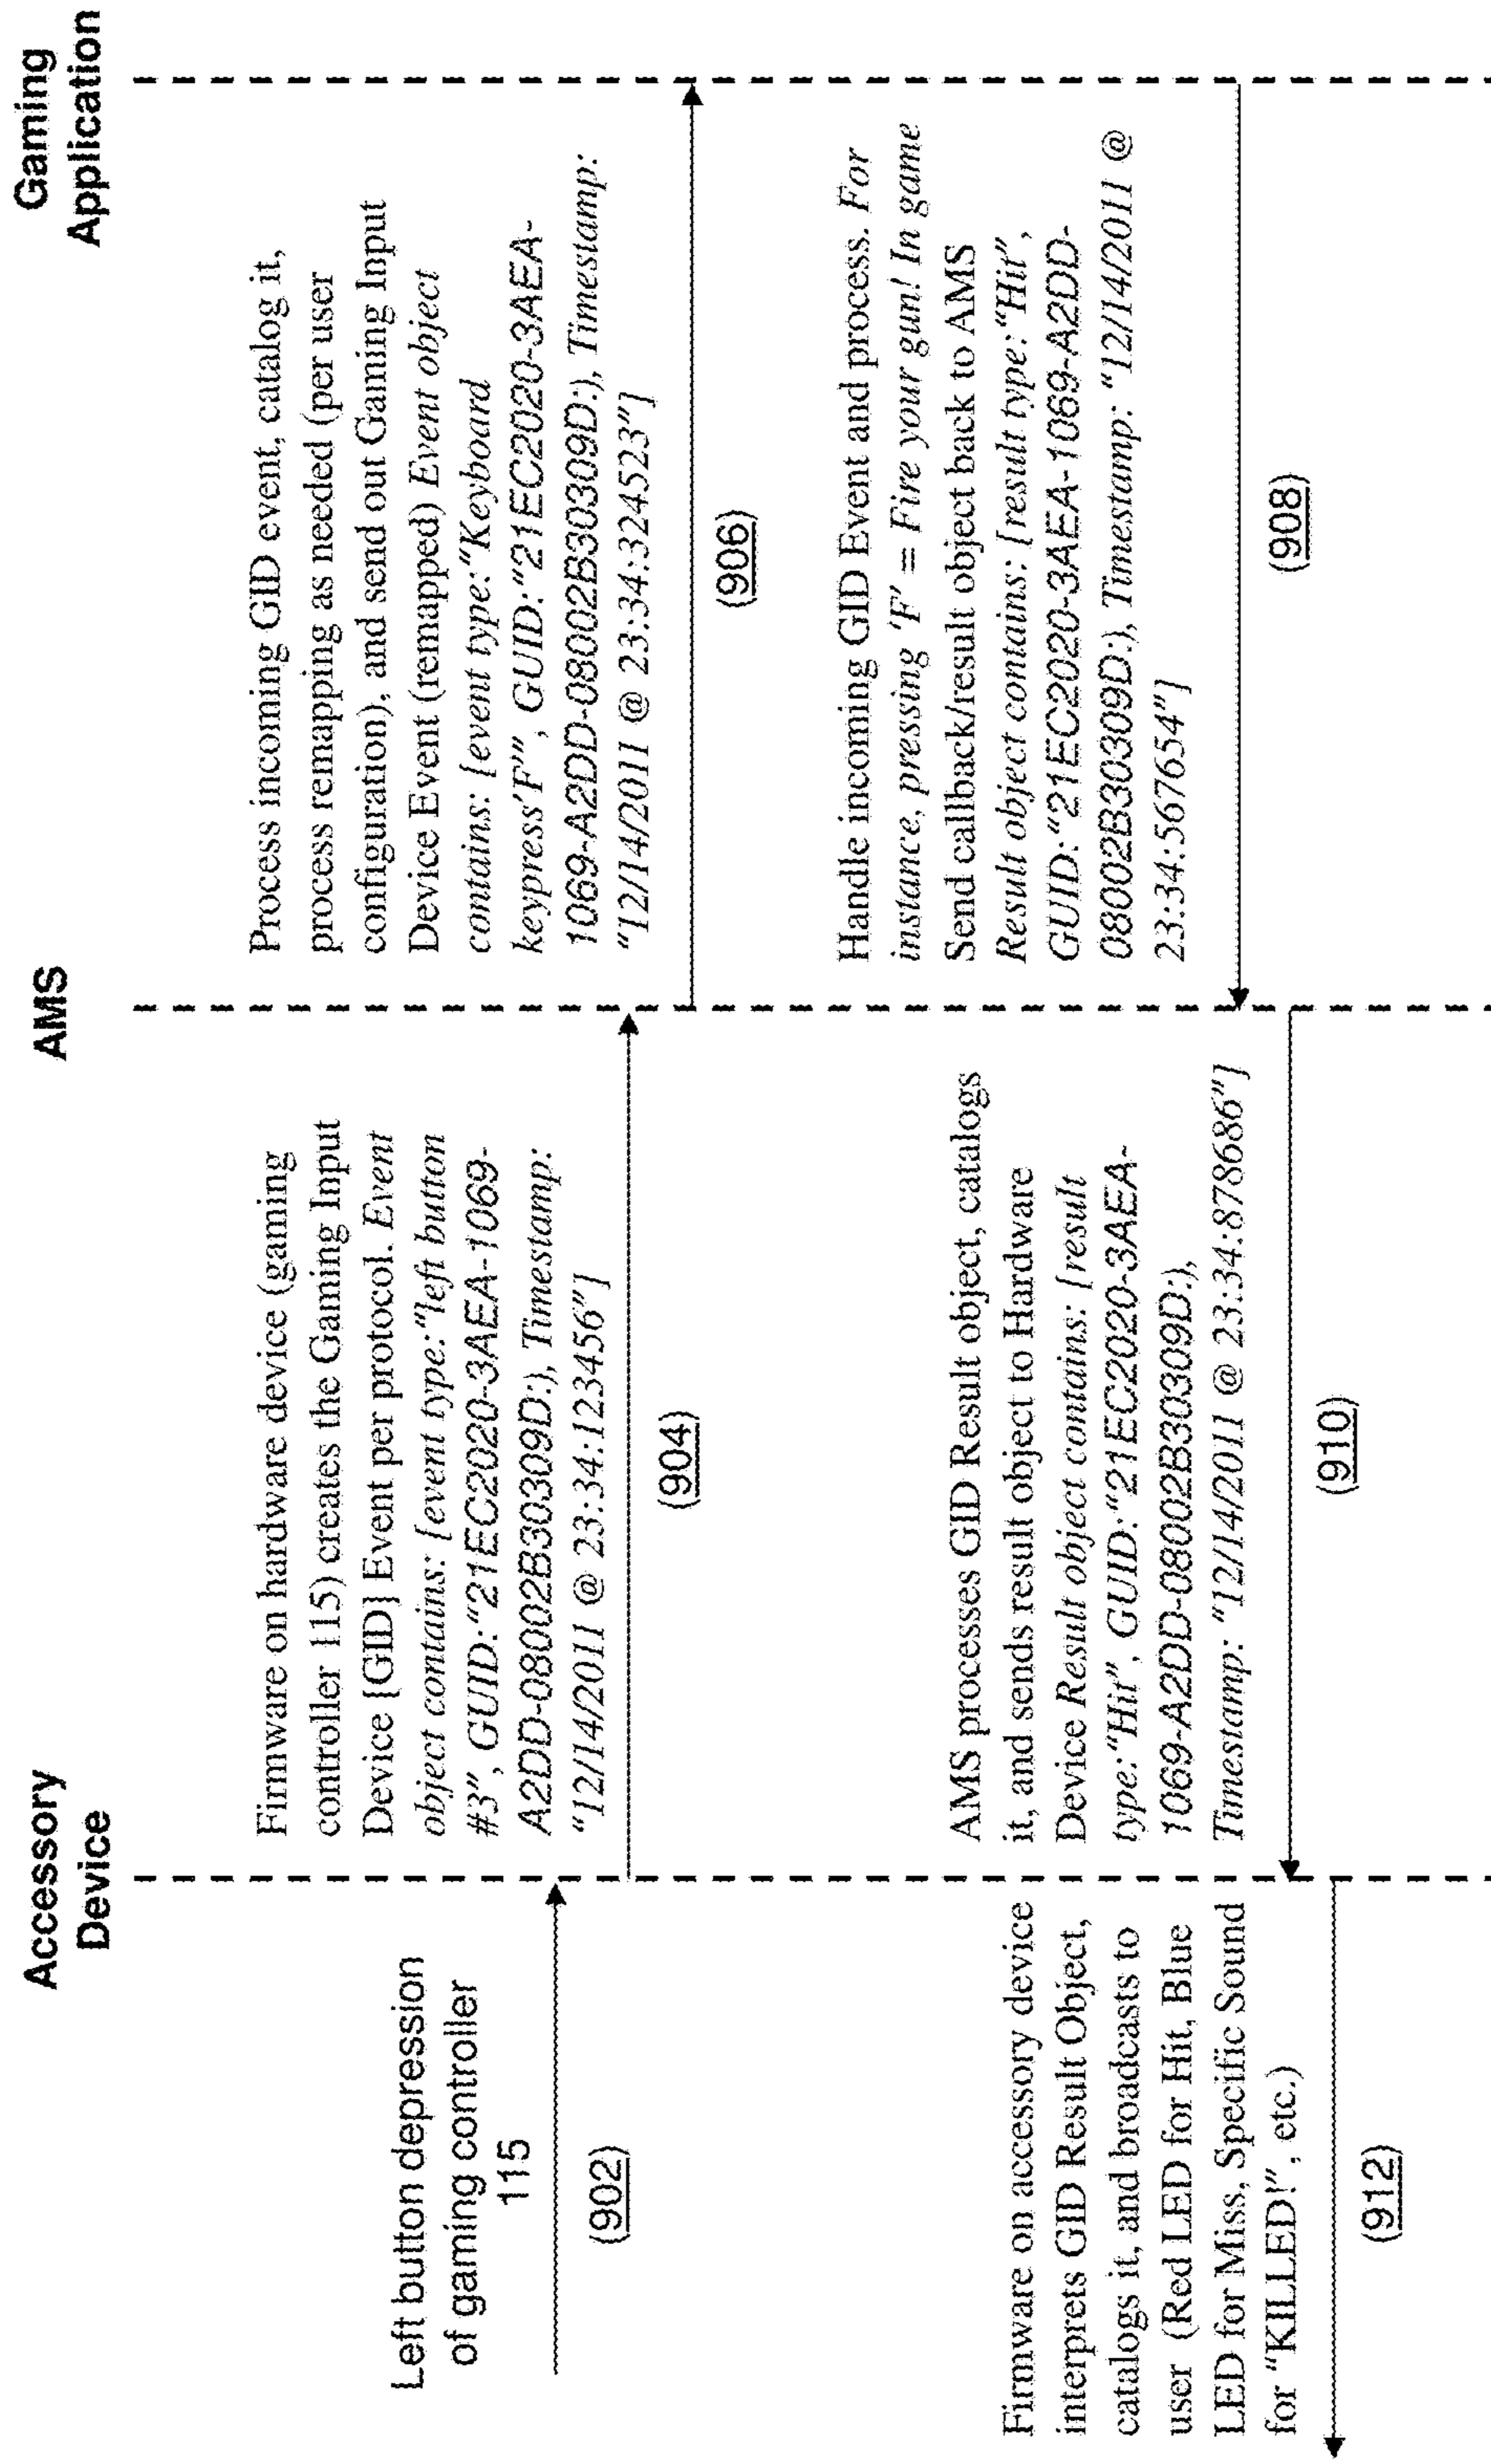 Accessory
Device
AMS
Gaming
Application
Left button depression
of gaming controller
115
(902)
Firmware on hardware device (gaming
controller 115) creates the Gaming Input
Device [GID] Event per protocol. Event
object contains: [event type:"left button
#3", GUID:"21EC2020-3AEA-1069-
A2DD-08002B30309D:), Timestamp:
"12/14/2011 @ 23:34:123456"]
(904)
Process incoming GID event, catalog it,
process remapping as needed (per user
configuration), and send out Gaming Input
Device Event (remapped) Event object
contains: [event type:"Keyboard
keypress'F'", GUID:"21EC2020-3AEA-
1069-A2DD-08002B30309D:), Timestamp:
"12/14/2011 @ 23:34:324523"]
(906)
Handle incoming GID Event and process. For
instance, pressing 'F' = Fire your gun! In game
Send callback/result object back to AMS
Result object contains: [result type:"Hit",
GUID:"21EC2020-3AEA-1069-A2DD-
08002B30309D:), Timestamp: "12/14/2011 @
23:34:567654"]
(908)
AMS processes GID Result object, catalogs
it, and sends result object to Hardware
Device Result object contains: [result
type:"Hit", GUID:"21EC2020-3AEA-
1069-A2DD-08002B30309D:),
Timestamp: "12/14/2011 @ 23:34:878686"]
(910)
Firmware on accessory device
interprets GID Result Object,
catalogs it, and broadcasts to
user (Red LED for Hit, Blue
LED for Miss, Specific Sound
for "KILLED!", etc.)
(912)